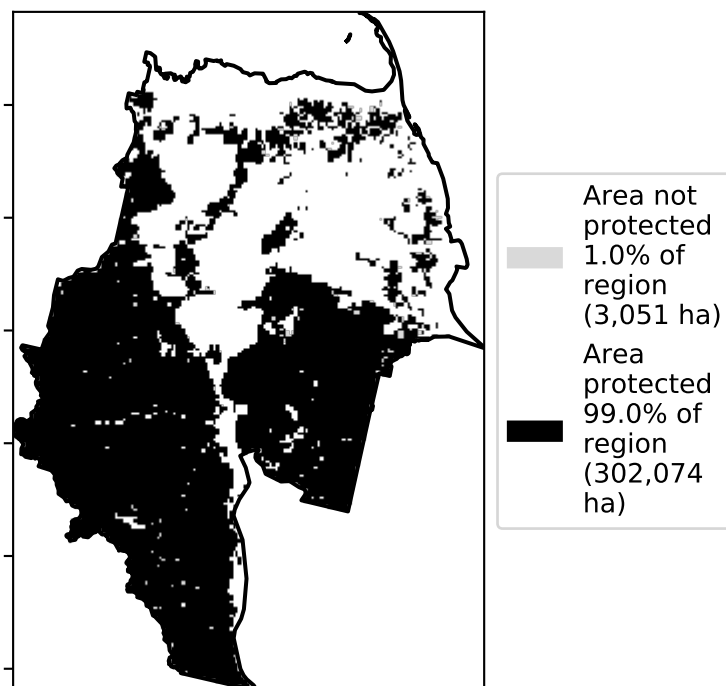 Area not
protected
1.0% of
region
(3,051 ha)
Area
protected
99.0% of
region
(302,074
ha)